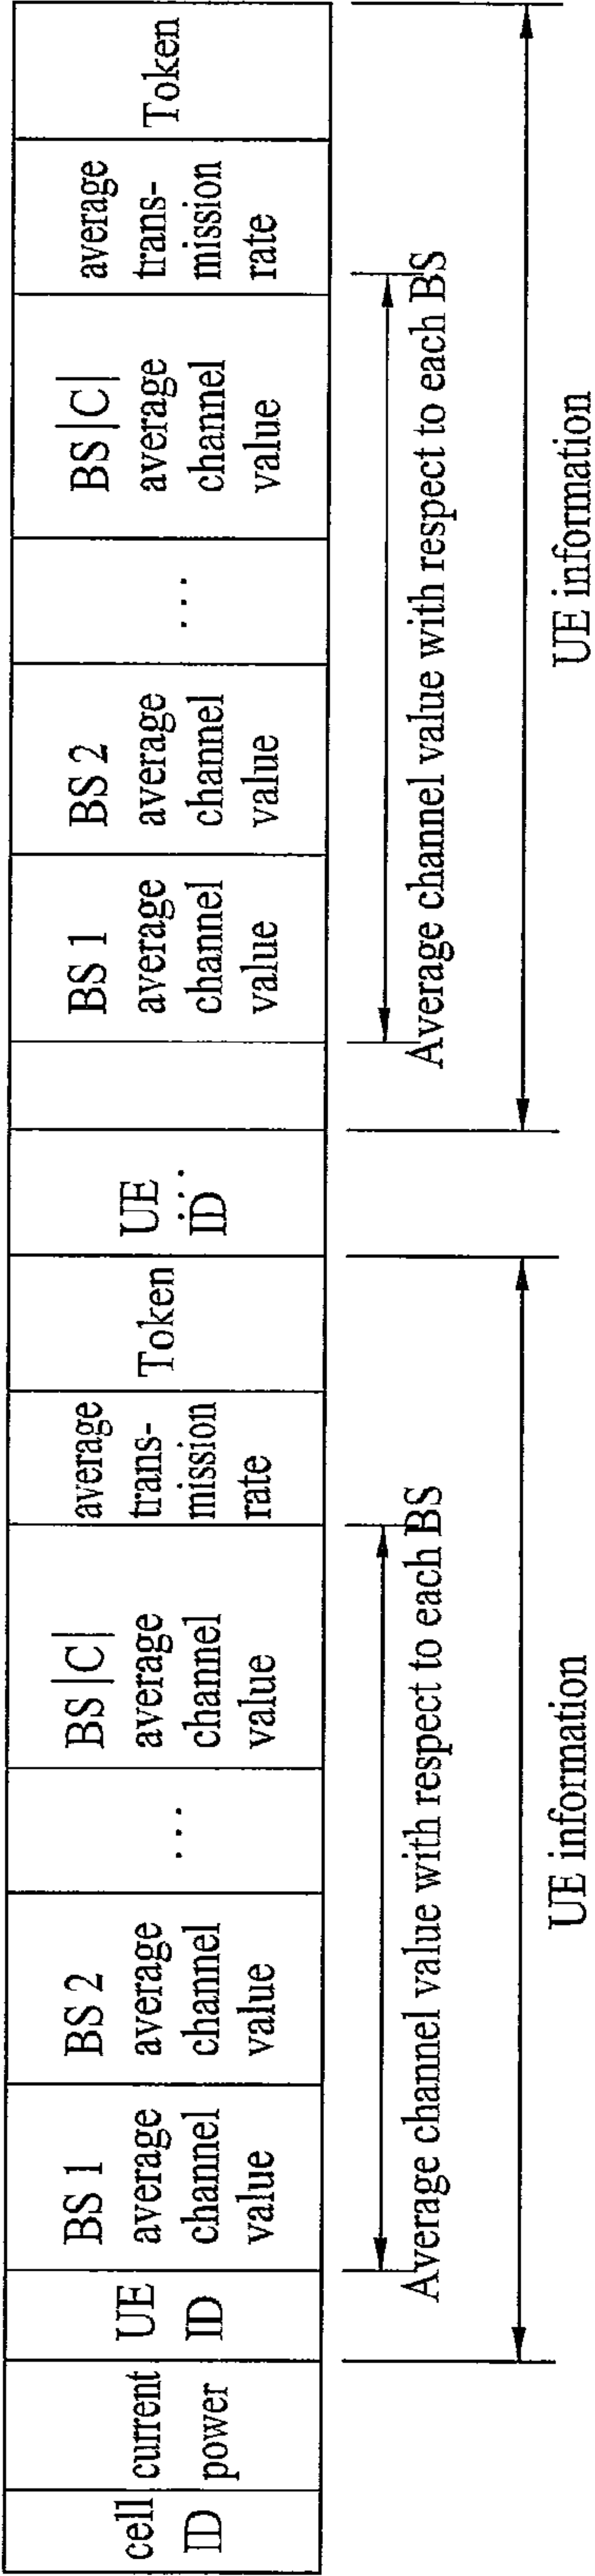 cell
ID
current
power
UE
ID
BS 1
average
channel
value
BS 2
average
channel
value
...
BS |C|
average
channel
value
average
trans-
mission
rate
Token
UE
...
ID
BS 1
average
channel
value
BS 2
average
channel
value
...
BS |C|
average
channel
value
average
trans-
mission
rate
Token
Average channel value with respect to each BS
Average channel value with respect to each BS
UE information
UE information